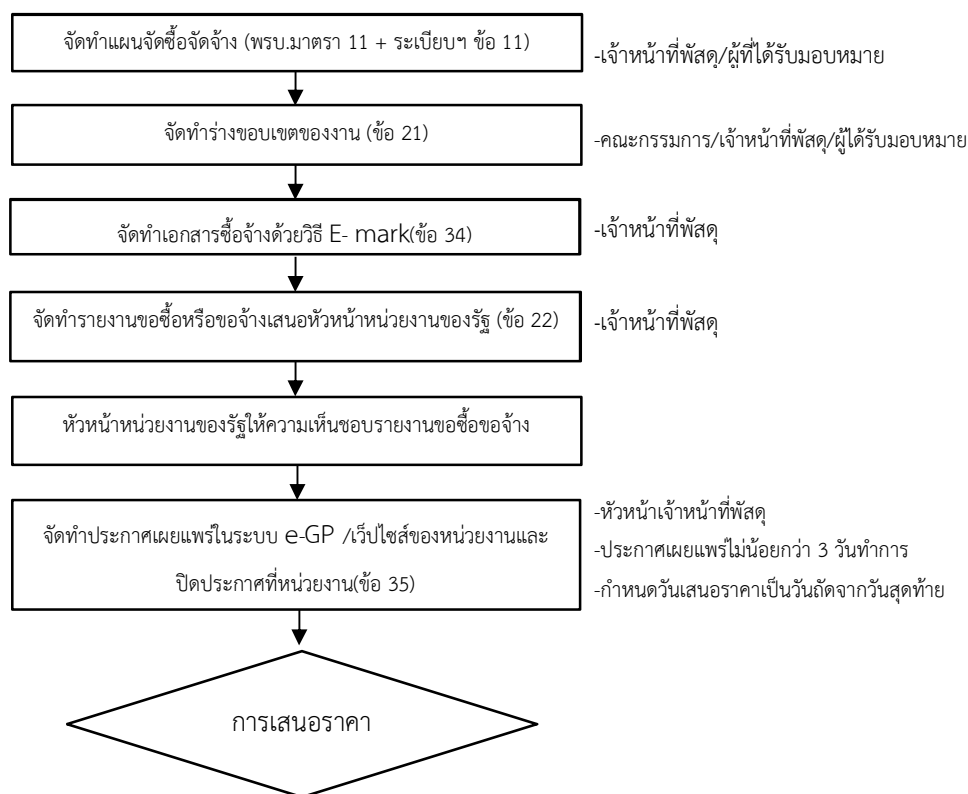 จัดทำแผนจัดซื้อจัดจ้าง (พรบ.มาตรา 11 + ระเบียบฯ ข้อ 11)
-เจ้าหน้าที่พัสดุ/ผู้ที่ได้รับมอบหมาย
จัดทำร่างขอบเขตของงาน (ข้อ 21)
-คณะกรรมการ/เจ้าหน้าที่พัสดุ/ผู้ได้รับมอบหมาย
จัดทำเอกสารซื้อจ้างด้วยวิธี E- mark(ข้อ 34)
-เจ้าหน้าที่พัสดุ
จัดทำรายงานขอซื้อหรือขอจ้างเสนอหัวหน้าหน่วยงานของรัฐ (ข้อ 22)
-เจ้าหน้าที่พัสดุ
หัวหน้าหน่วยงานของรัฐให้ความเห็นชอบรายงานขอซื้อขอจ้าง
จัดทำประกาศเผยแพร่ในระบบ e-GP /เว็ปไซส์ของหน่วยงานและ
ปิดประกาศที่หน่วยงาน(ข้อ 35)
-หัวหน้าเจ้าหน้าที่พัสดุ
-ประกาศเผยแพร่ไม่น้อยกว่า 3 วันทำการ
-กำหนดวันเสนอราคาเป็นวันถัดจากวันสุดท้าย
การเสนอราคา